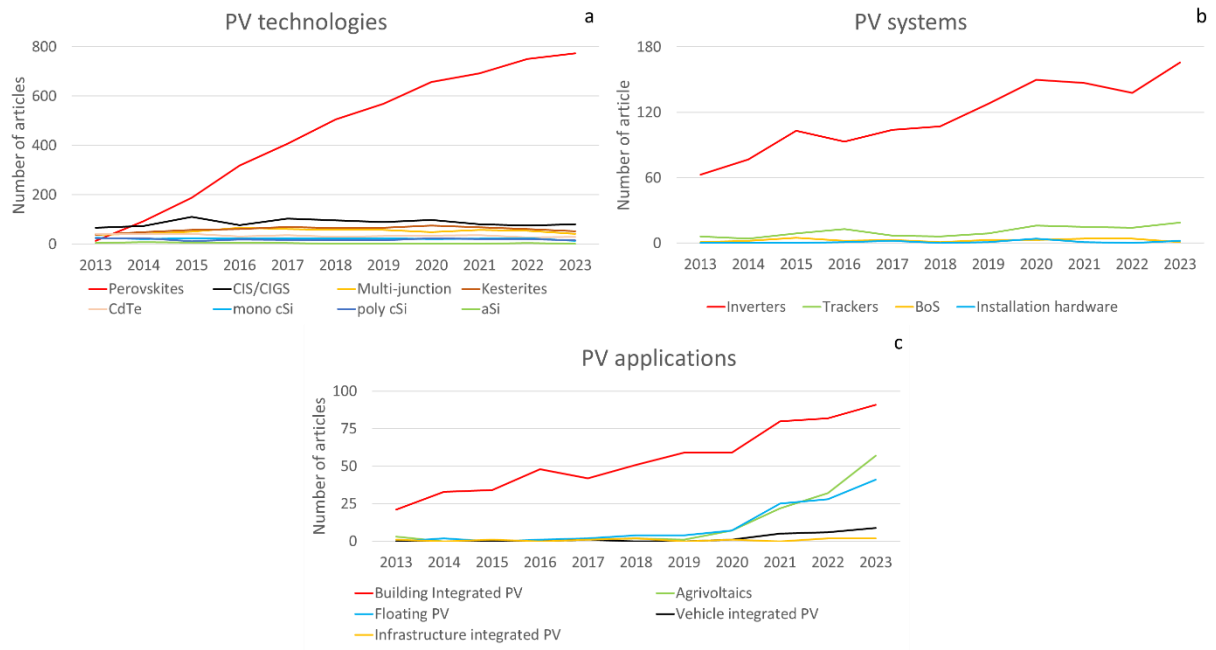 PV technologies
a
Number of articles
800
600
400
200
0
2013 2014 2015 2016 2017 2018 2019 2020 2021 2022 2023
Perovskites CIS/CIGS Multi-junction Kesterites
CdTe mono cSi poly cSi aSi
PV systems
b
Number of article
180
120
60
0
2013 2014 2015 2016 2017 2018 2019 2020 2021 2022 2023
Inverters Trackers BoS Installation hardware
PV applications
c
Number of articles
100
75
50
25
0
2013 2014 2015 2016 2017 2018 2019 2020 2021 2022 2023
Building Integrated PV Agrivoltaics
Floating PV Vehicle integrated PV
Infrastructure integrated PV